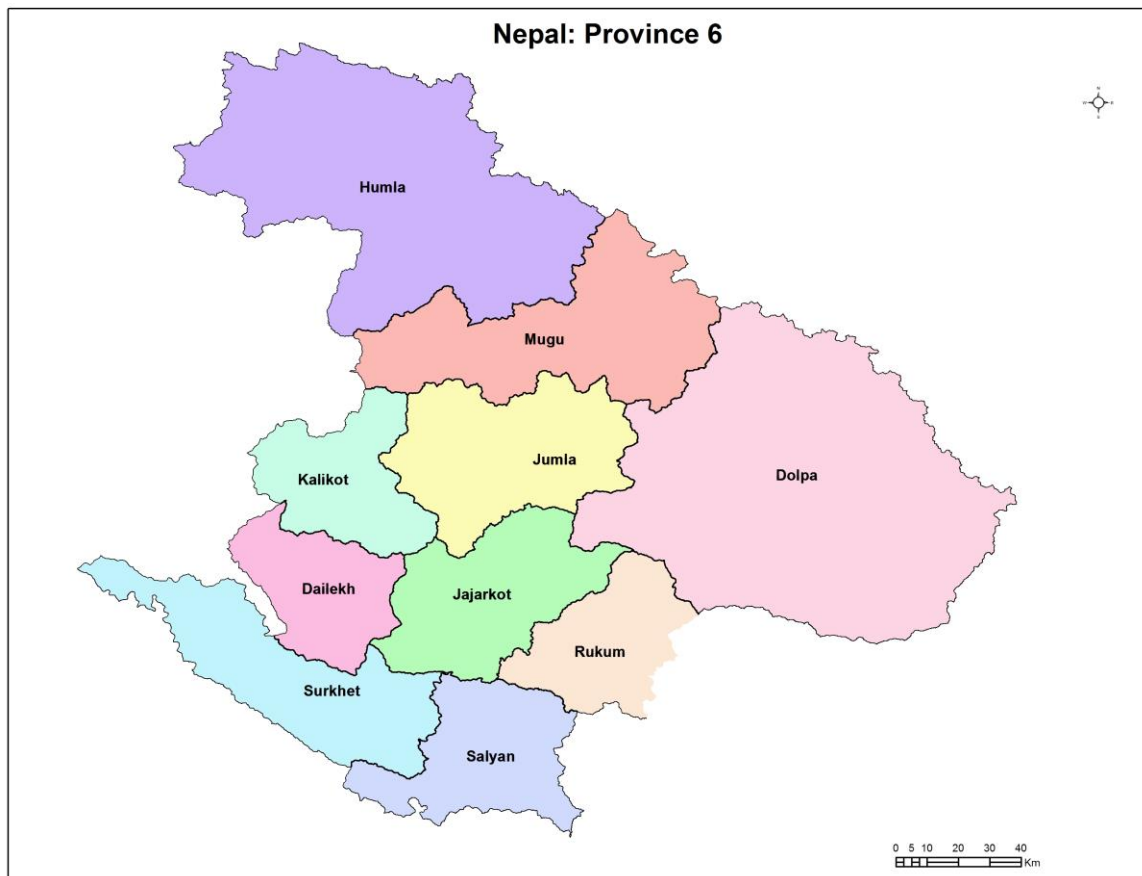 Nepal: Province 6
N
W E
S
Humla
Mugu
Jumla
Dolpa
Kalikot
Dailekh
Jajarkot
Rukum
Surkhet
Salyan
0 5 10 20 30 40
Km